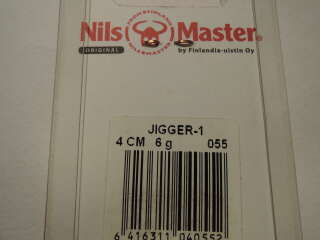 Nils Master®
ORIGINAL
by Finlandia-uistin Oy
JIGGER-1
4 CM 6 g 055
6 416311 040552